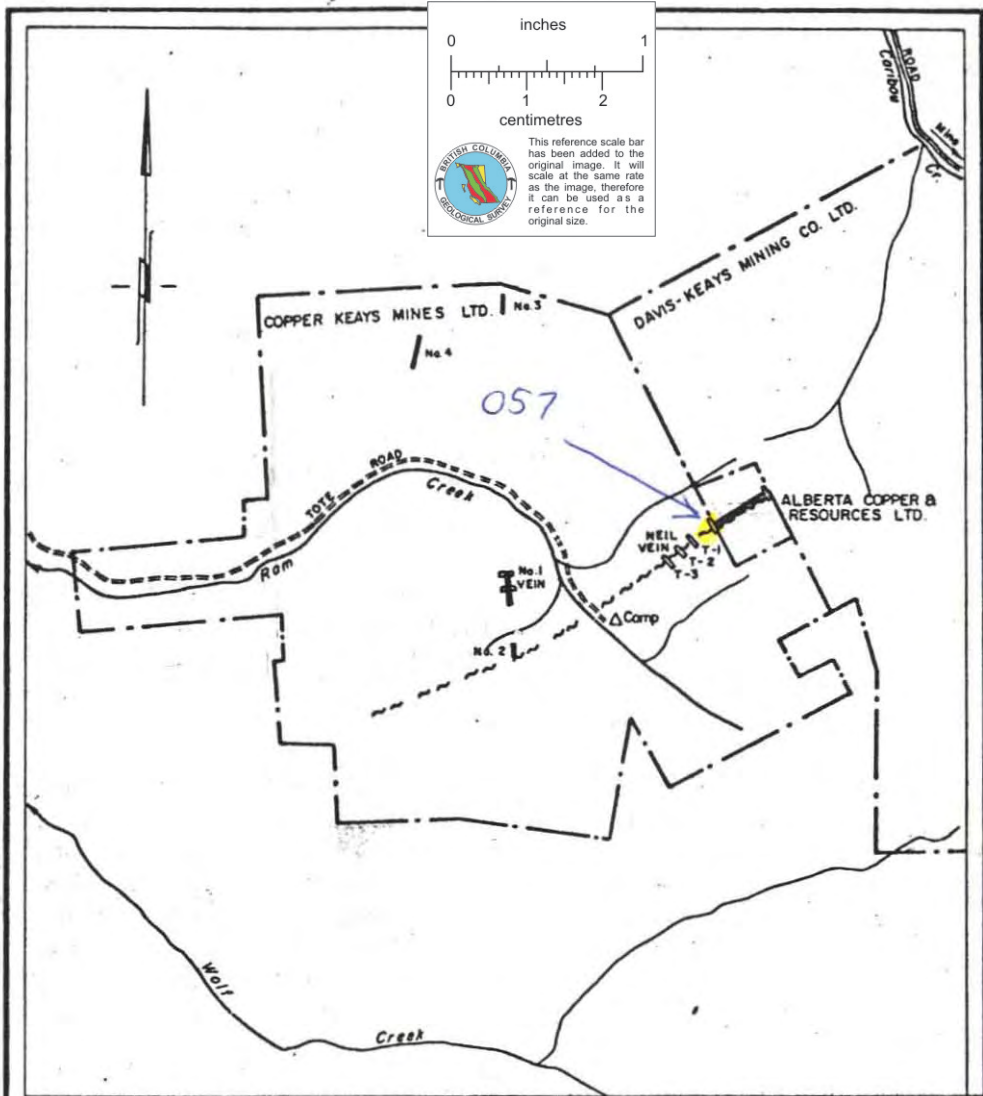 inches
0 1
0 1 2
centimetres
BRITISH COLUMBIA
GEOLOGICAL SURVEY
This reference scale bar
has been added to the
original image. It will
scale at the same rate
as the image, therefore
it can be used as a
reference for the
original size.
ROAD
Caribou
Mine
Cr.
DAVIS-KEAYS MINING CO. LTD.
COPPER KEAYS MINES LTD.
No.3
No.4
057
TOTE ROAD
Creek
Ram
ALBERTA COPPER &
RESOURCES LTD.
NEIL
VEIN
T-1
T-2
T-3
No.1
VEIN
Camp
No. 2
Wolf
Creek